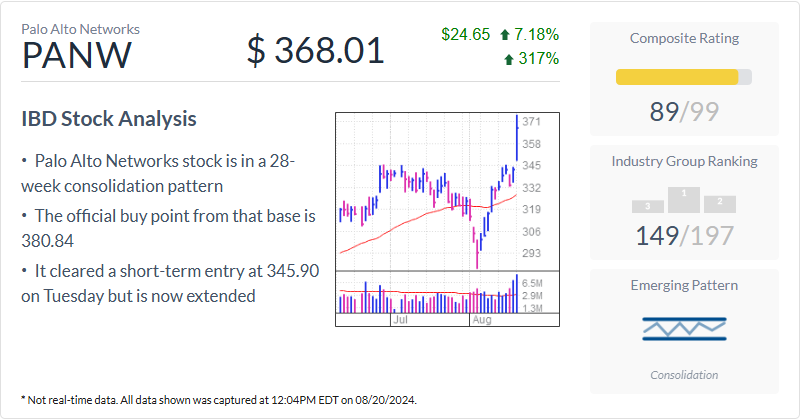 Palo Alto Networks
PANW
$ 368.01
$24.65 7.18%
317%
IBD Stock Analysis
• Palo Alto Networks stock is in a 28-
week consolidation pattern
• The official buy point from that base is
380.84
• It cleared a short-term entry at 345.90
on Tuesday but is now extended
371
358
345
332
319
306
293
6.5M
2.9M
1.3M
Jul
Aug
Composite Rating
89/99
Industry Group Ranking
3
1
2
149/197
Emerging Pattern
Consolidation
* Not real-time data. All data shown was captured at 12:04PM EDT on 08/20/2024.